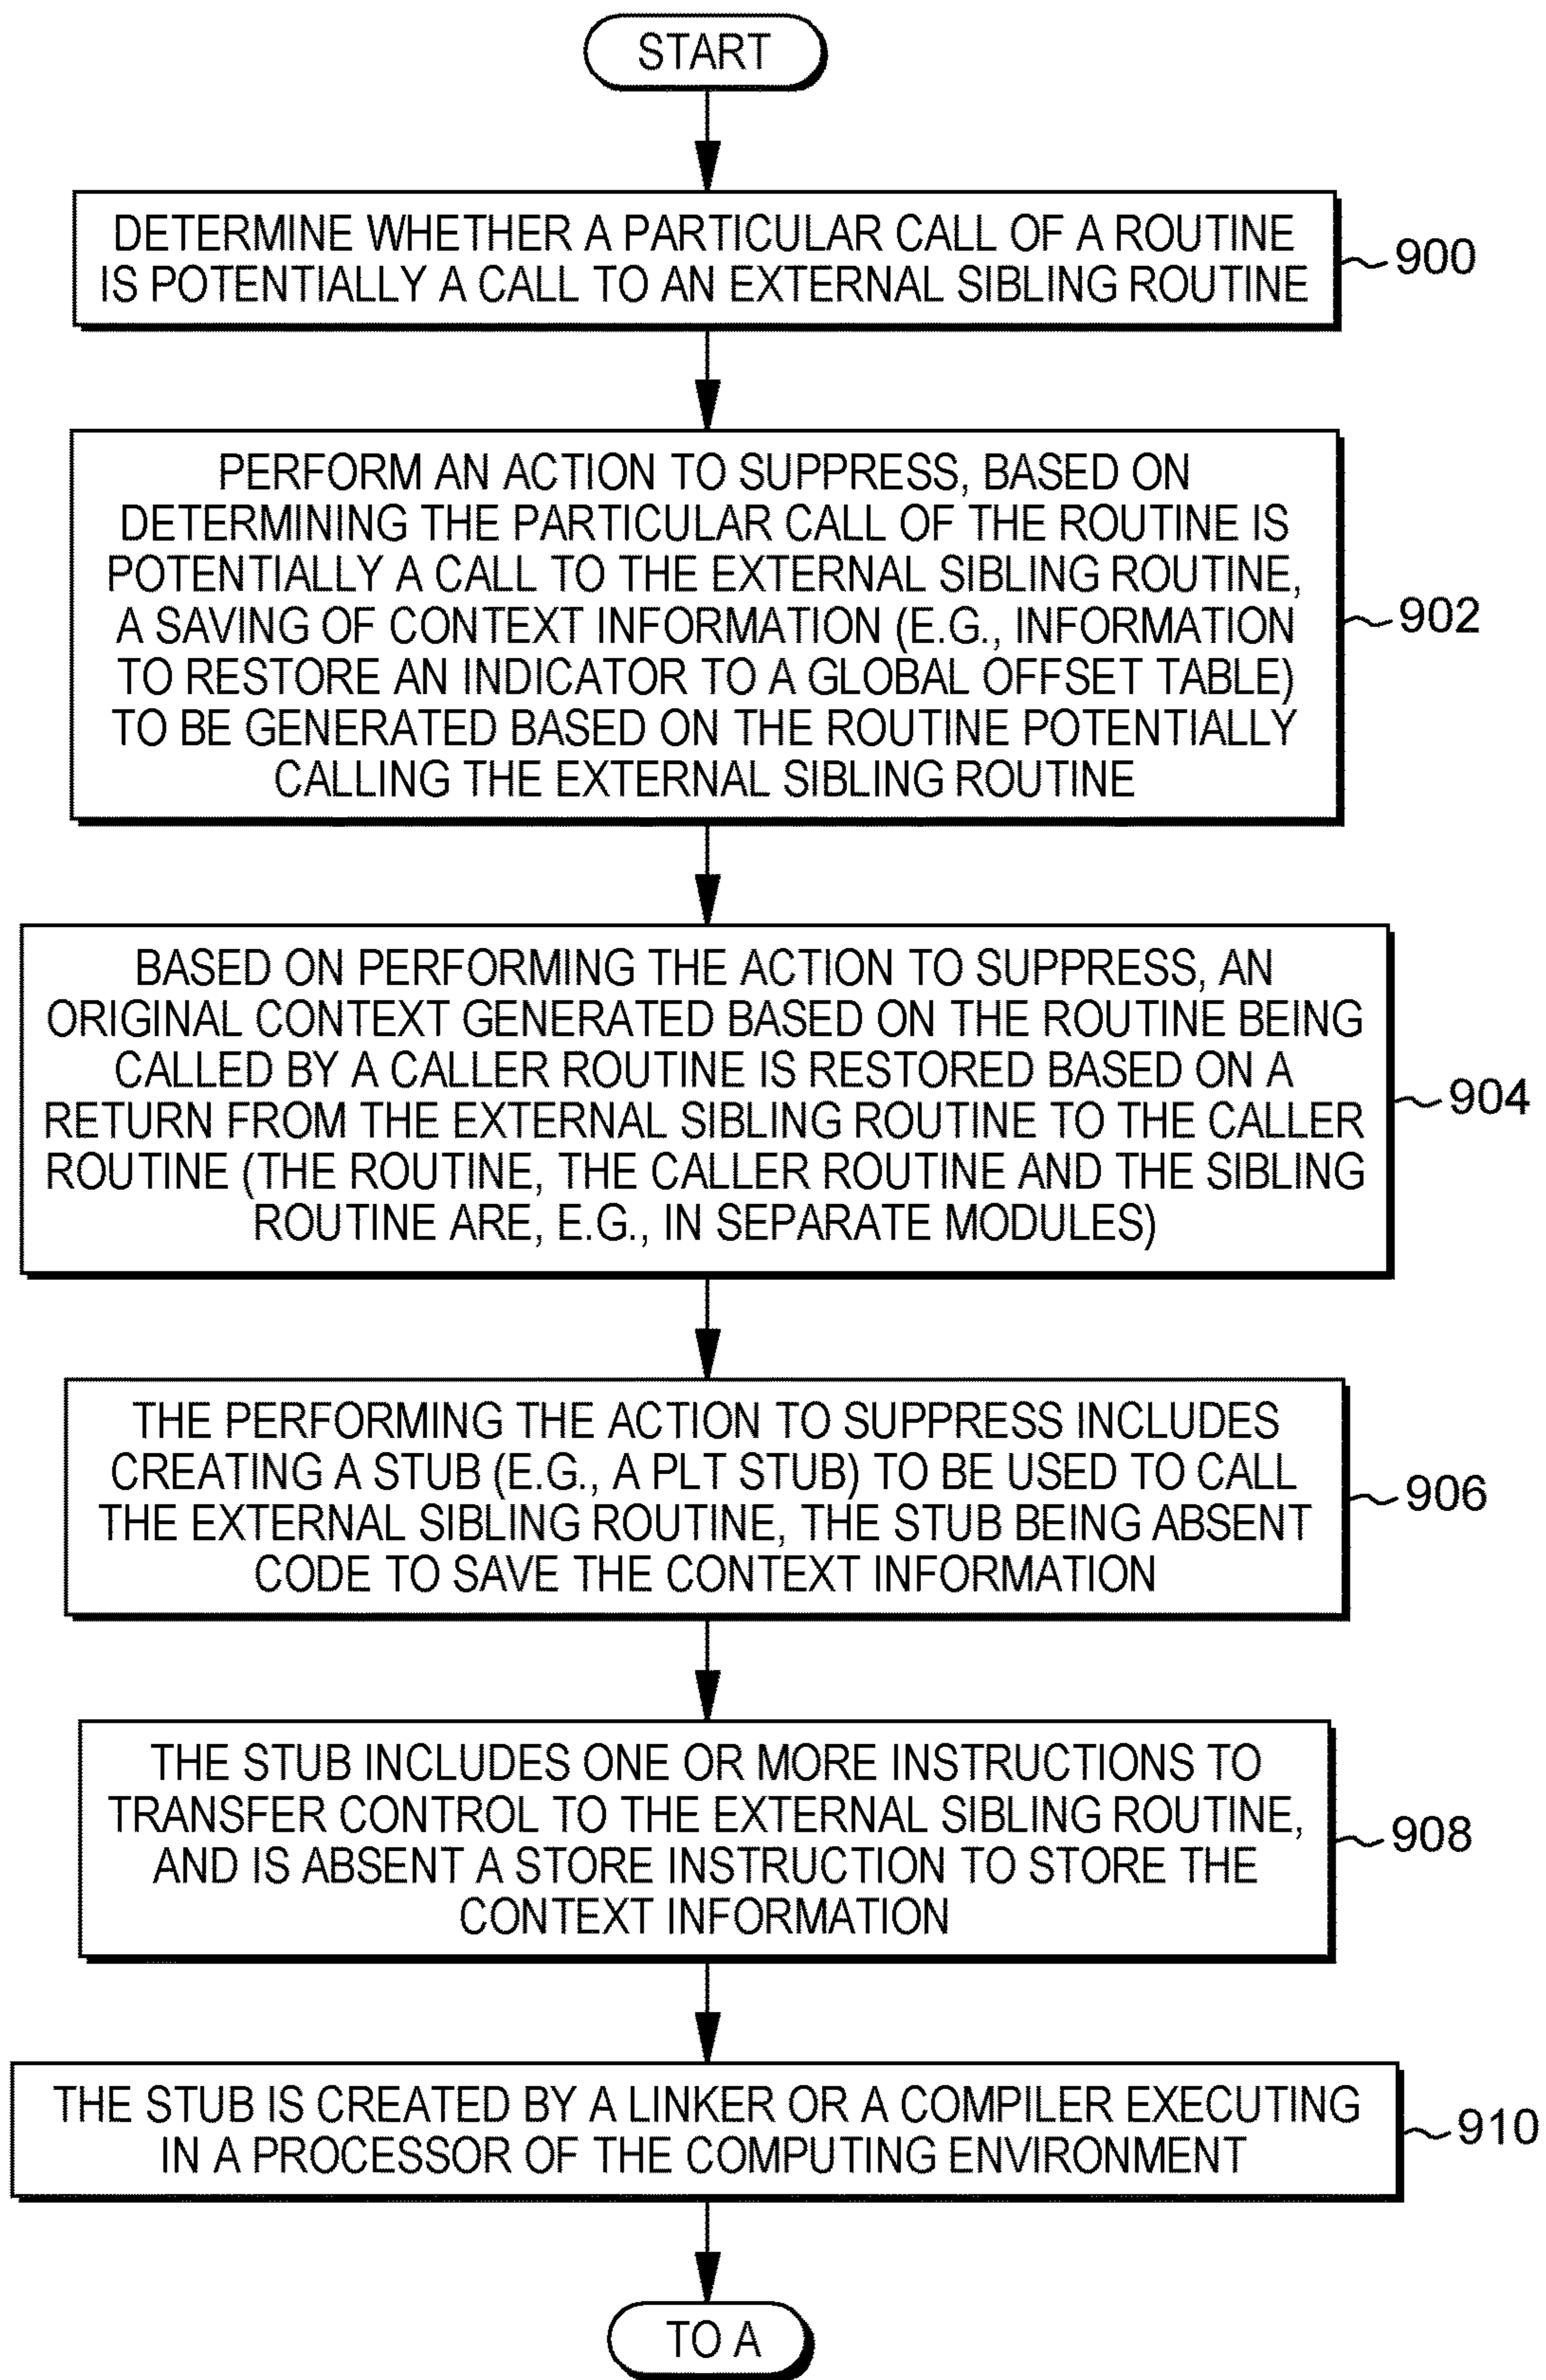 START
DETERMINE WHETHER A PARTICULAR CALL OF A ROUTINE
IS POTENTIALLY A CALL TO AN EXTERNAL SIBLING ROUTINE
900
PERFORM AN ACTION TO SUPPRESS, BASED ON
DETERMINING THE PARTICULAR CALL OF THE ROUTINE IS
POTENTIALLY A CALL TO THE EXTERNAL SIBLING ROUTINE,
A SAVING OF CONTEXT INFORMATION (E.G., INFORMATION
TO RESTORE AN INDICATOR TO A GLOBAL OFFSET TABLE)
TO BE GENERATED BASED ON THE ROUTINE POTENTIALLY
CALLING THE EXTERNAL SIBLING ROUTINE
902
BASED ON PERFORMING THE ACTION TO SUPPRESS, AN
ORIGINAL CONTEXT GENERATED BASED ON THE ROUTINE BEING
CALLED BY A CALLER ROUTINE IS RESTORED BASED ON A
RETURN FROM THE EXTERNAL SIBLING ROUTINE TO THE CALLER
ROUTINE (THE ROUTINE, THE CALLER ROUTINE AND THE SIBLING
ROUTINE ARE, E.G., IN SEPARATE MODULES)
904
THE PERFORMING THE ACTION TO SUPPRESS INCLUDES
CREATING A STUB (E.G., A PLT STUB) TO BE USED TO CALL
THE EXTERNAL SIBLING ROUTINE, THE STUB BEING ABSENT
CODE TO SAVE THE CONTEXT INFORMATION
906
THE STUB INCLUDES ONE OR MORE INSTRUCTIONS TO
TRANSFER CONTROL TO THE EXTERNAL SIBLING ROUTINE,
AND IS ABSENT A STORE INSTRUCTION TO STORE THE
CONTEXT INFORMATION
908
THE STUB IS CREATED BY A LINKER OR A COMPILER EXECUTING
IN A PROCESSOR OF THE COMPUTING ENVIRONMENT
910
TO A